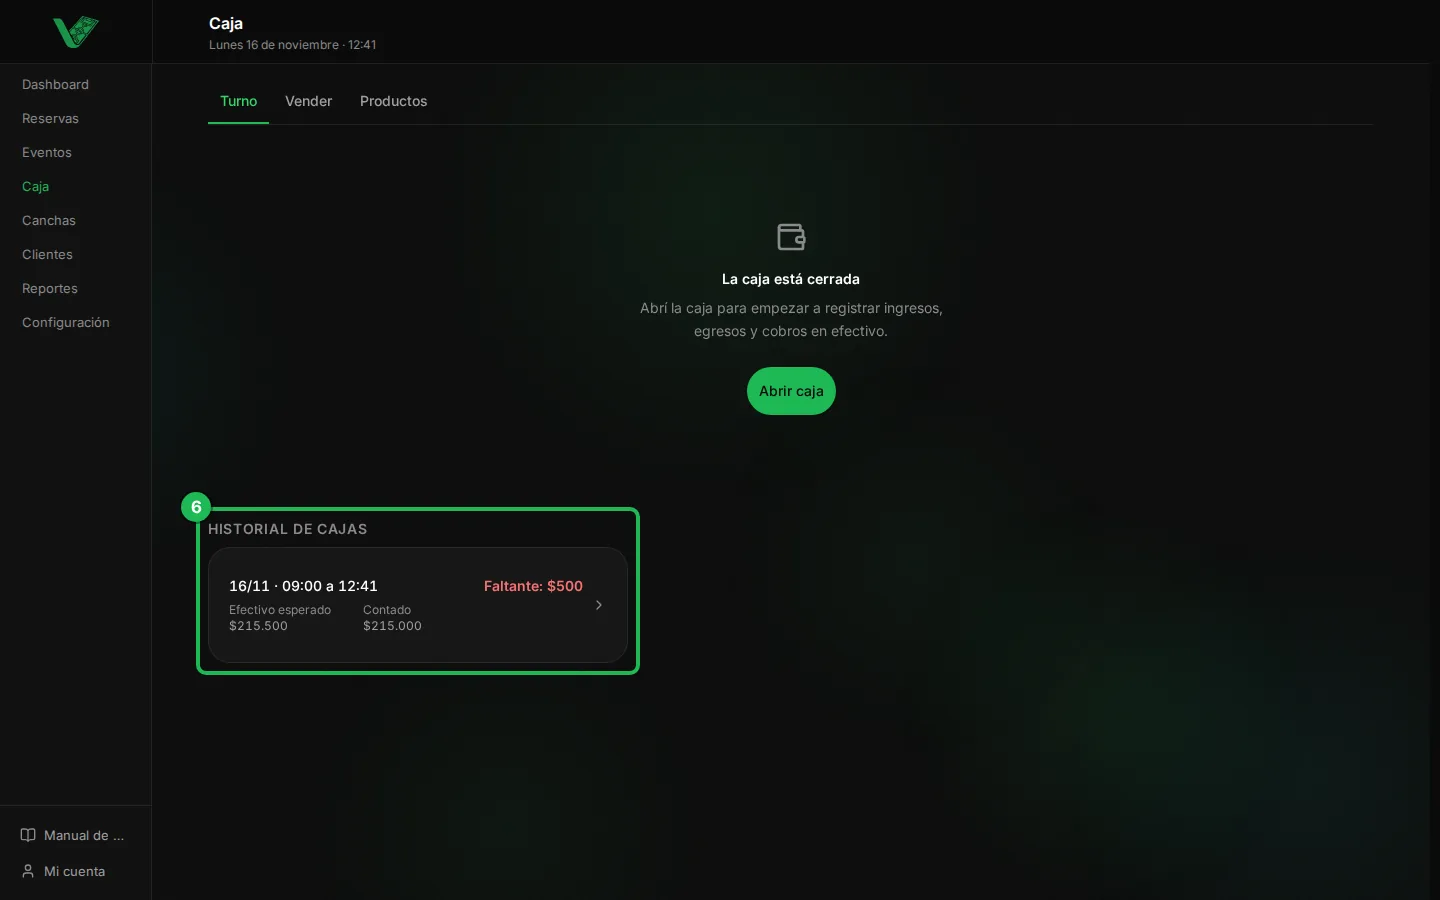 Caja
Lunes 16 de noviembre · 12:41
Dashboard
Reservas
Eventos
Caja
Canchas
Clientes
Reportes
Configuración
Manual de ...
Mi cuenta
Turno
Vender
Productos
La caja está cerrada
Abrí la caja para empezar a registrar ingresos,
egresos y cobros en efectivo.
Abrir caja
6
HISTORIAL DE CAJAS
16/11 · 09:00 a 12:41
Faltante: $500
Efectivo esperado
$215.500
Contado
$215.000